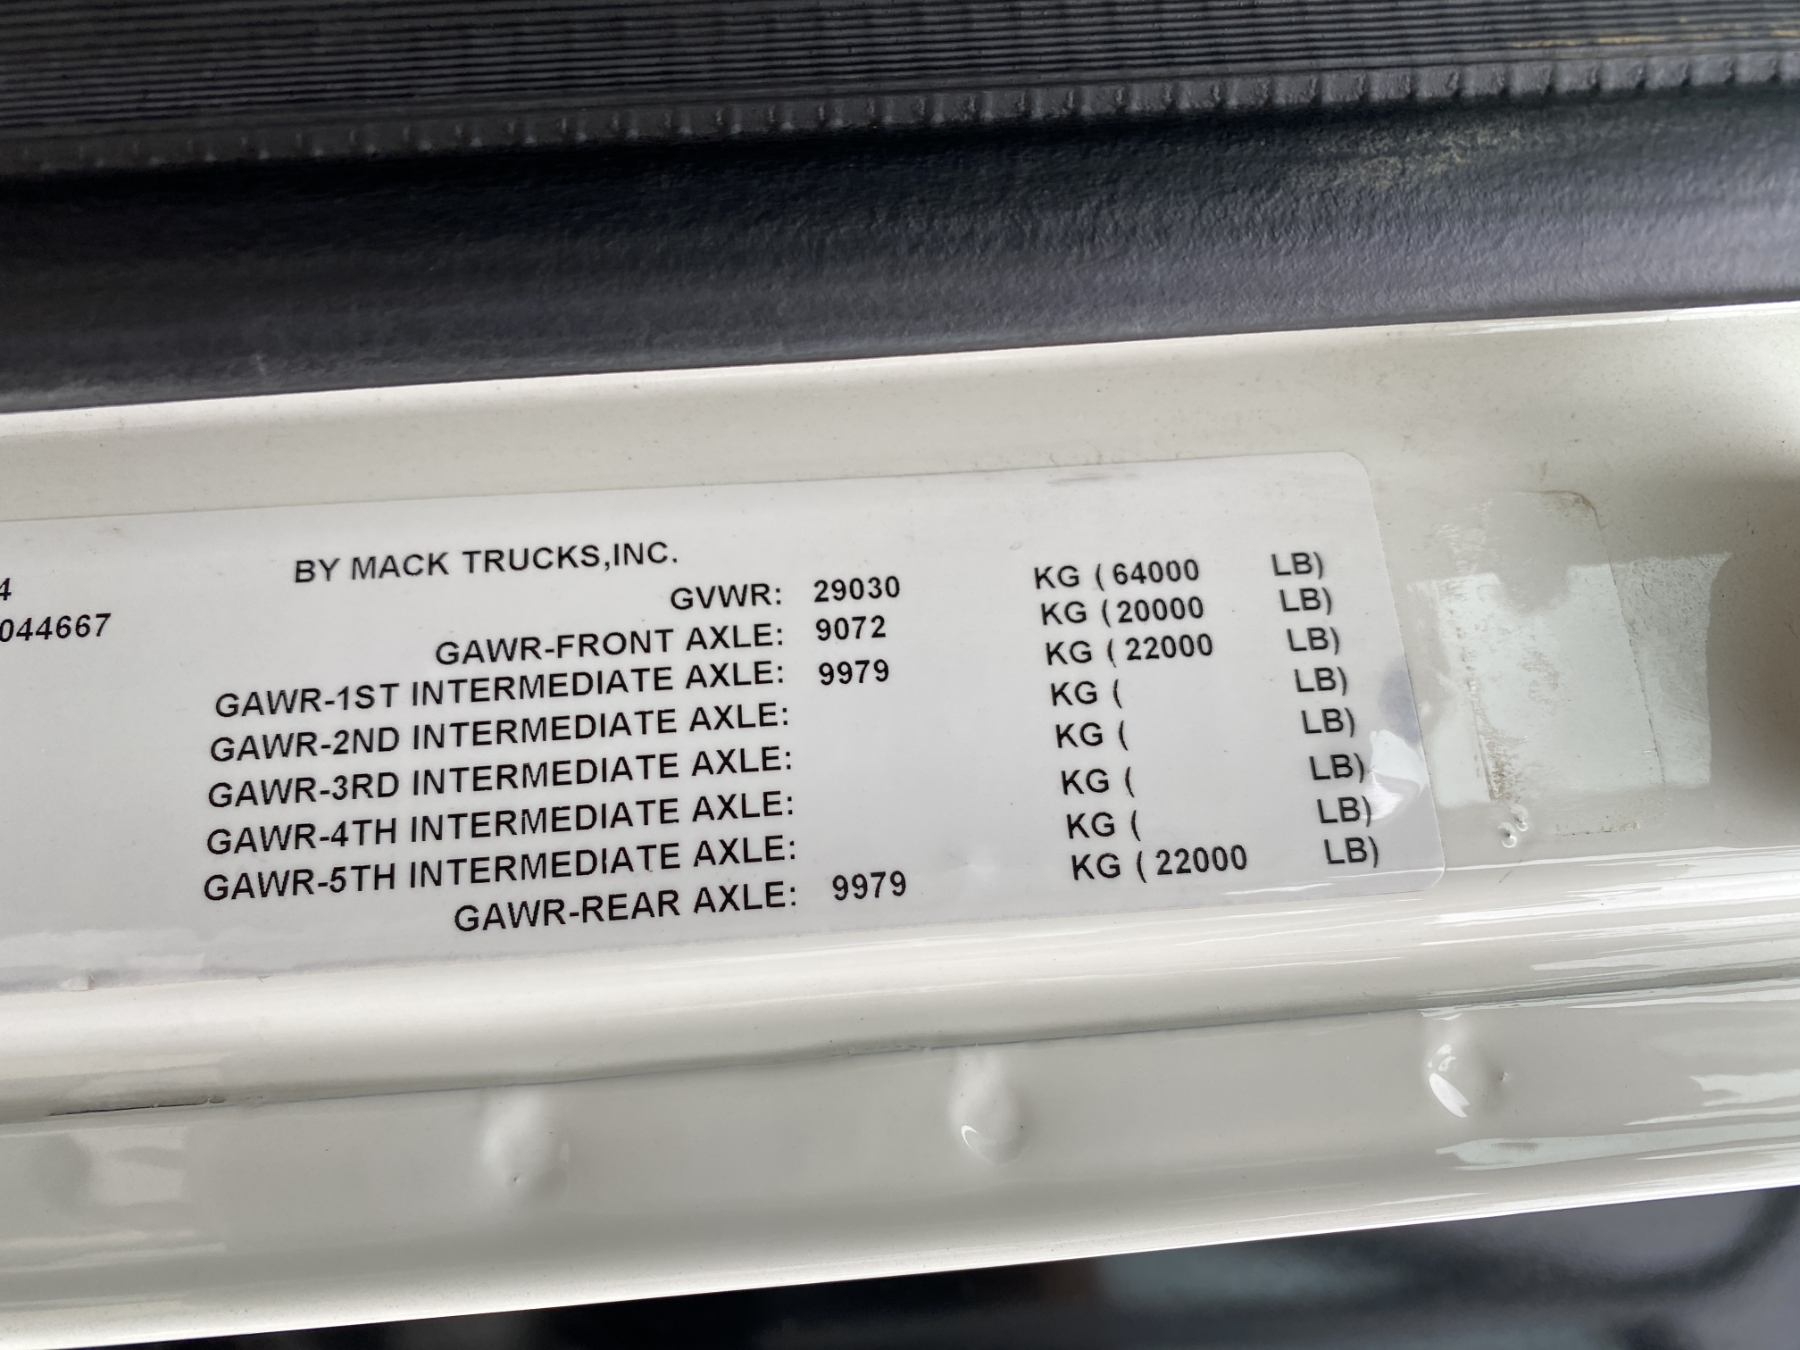 4
044667
BY MACK TRUCKS,INC.
GVWR: 29030 KG ( 64000 LB)
GAWR-FRONT AXLE: 9072 KG ( 20000 LB)
GAWR-1ST INTERMEDIATE AXLE: 9979 KG ( 22000 LB)
GAWR-2ND INTERMEDIATE AXLE: KG ( LB)
GAWR-3RD INTERMEDIATE AXLE: KG ( LB)
GAWR-4TH INTERMEDIATE AXLE: KG ( LB)
GAWR-5TH INTERMEDIATE AXLE: KG ( LB)
GAWR-REAR AXLE: 9979 KG ( 22000 LB)